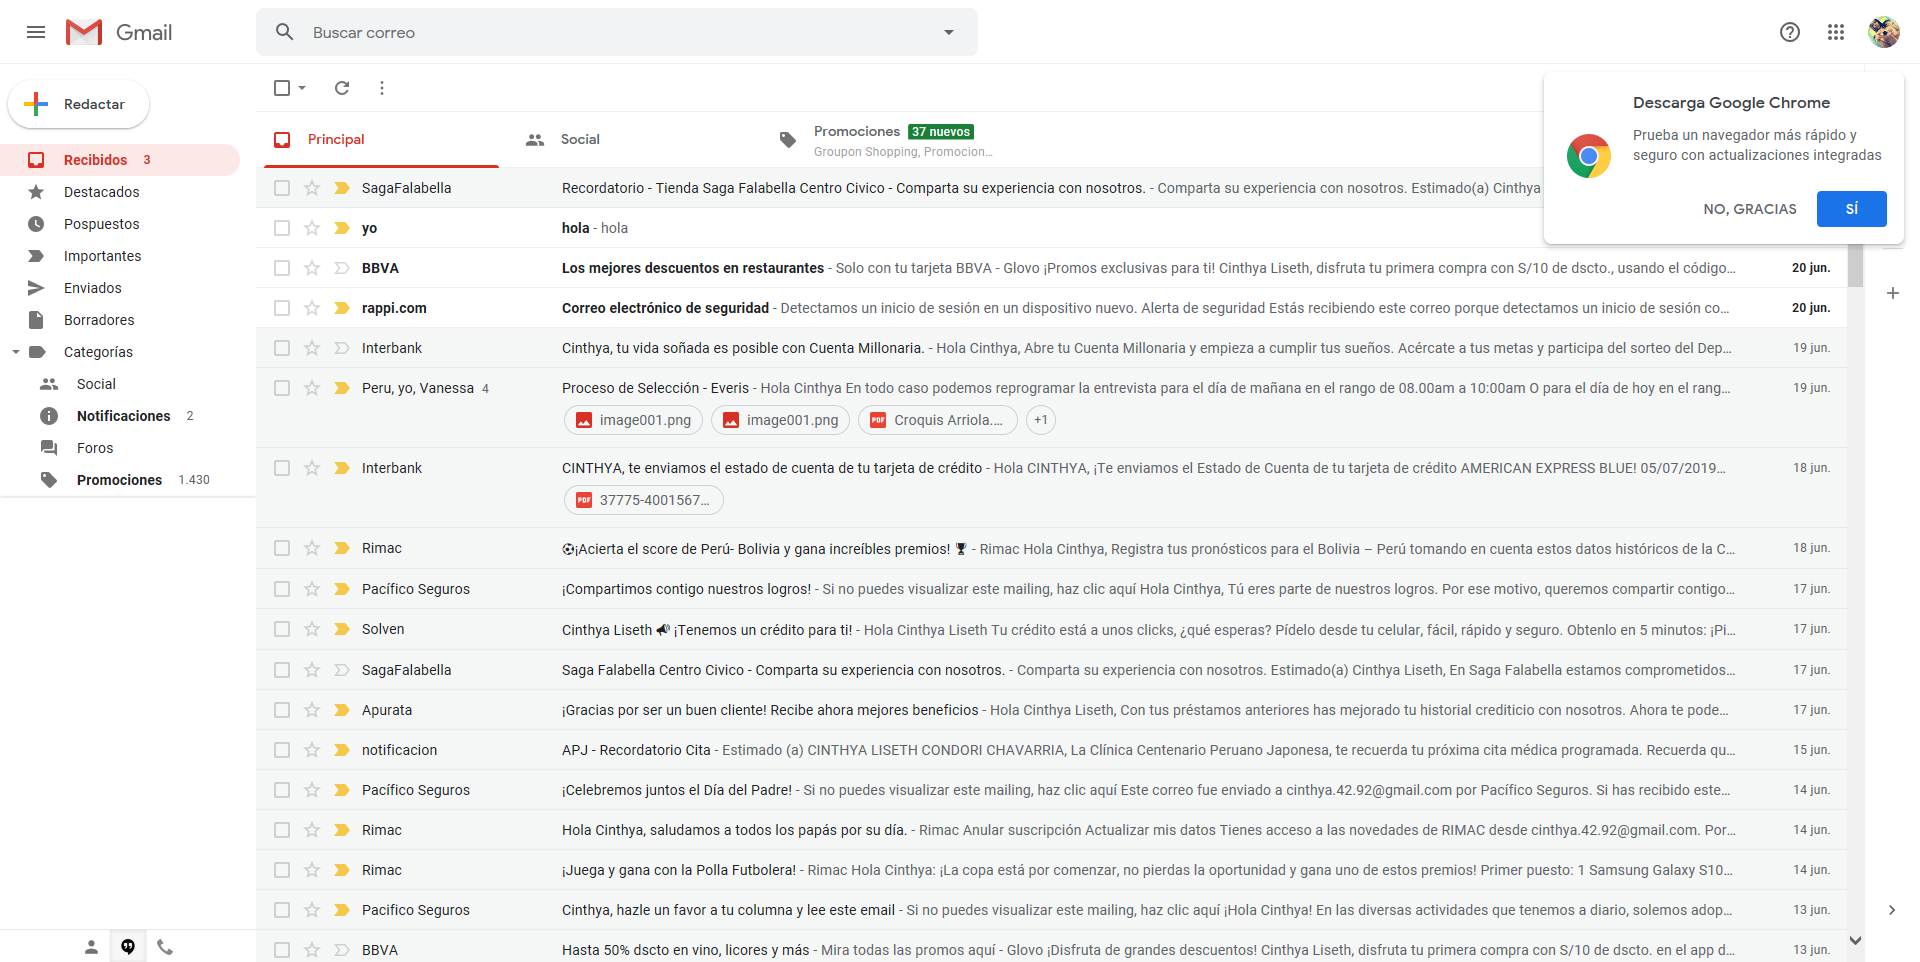 Gmail
Buscar correo
Redactar
Recibidos 3
Destacados
Pospuestos
Importantes
Enviados
Borradores
Categorías
Social
Notificaciones 2
Foros
Promociones 1.430
Principal
Social
Promociones 37 nuevos
Groupon Shopping, Promocion…
Descarga Google Chrome
Prueba un navegador más rápido y
seguro con actualizaciones integradas
NO, GRACIAS SÍ
SagaFalabella Recordatorio - Tienda Saga Falabella Centro Civico - Comparta su experiencia con nosotros. - Comparta su experiencia con nosotros. Estimado(a) Cinthya
yo hola - hola
BBVA Los mejores descuentos en restaurantes - Solo con tu tarjeta BBVA - Glovo ¡Promos exclusivas para ti! Cinthya Liseth, disfruta tu primera compra con S/10 de dscto., usando el código… 20 jun.
rappi.com Correo electrónico de seguridad - Detectamos un inicio de sesión en un dispositivo nuevo. Alerta de seguridad Estás recibiendo este correo porque detectamos un inicio de sesión co… 20 jun.
Interbank Cinthya, tu vida soñada es posible con Cuenta Millonaria. - Hola Cinthya, Abre tu Cuenta Millonaria y empieza a cumplir tus sueños. Acércate a tus metas y participa del sorteo del Dep… 19 jun.
Peru, yo, Vanessa 4 Proceso de Selección - Everis - Hola Cinthya En todo caso podemos reprogramar la entrevista para el día de mañana en el rango de 08.00am a 10:00am O para el día de hoy en el rang… 19 jun.
image001.png image001.png PDF Croquis Arriola.… +1
Interbank CINTHYA, te enviamos el estado de cuenta de tu tarjeta de crédito - Hola CINTHYA, ¡Te enviamos el Estado de Cuenta de tu tarjeta de crédito AMERICAN EXPRESS BLUE! 05/07/2019… 18 jun.
PDF 37775-4001567…
Rimac ⚽¡Acierta el score de Perú- Bolivia y gana increíbles premios! 🏆 - Rimac Hola Cinthya, Registra tus pronósticos para el Bolivia – Perú tomando en cuenta estos datos históricos de la C… 18 jun.
Pacífico Seguros ¡Compartimos contigo nuestros logros! - Si no puedes visualizar este mailing, haz clic aquí Hola Cinthya, Tú eres parte de nuestros logros. Por ese motivo, queremos compartir contigo… 17 jun.
Solven Cinthya Liseth 📣 ¡Tenemos un crédito para ti! - Hola Cinthya Liseth Tu crédito está a unos clicks, ¿qué esperas? Pídelo desde tu celular, fácil, rápido y seguro. Obtenlo en 5 minutos: ¡Pi… 17 jun.
SagaFalabella Saga Falabella Centro Civico - Comparta su experiencia con nosotros. - Comparta su experiencia con nosotros. Estimado(a) Cinthya Liseth, En Saga Falabella estamos comprometidos… 17 jun.
Apurata ¡Gracias por ser un buen cliente! Recibe ahora mejores beneficios - Hola Cinthya Liseth, Con tus préstamos anteriores has mejorado tu historial crediticio con nosotros. Ahora te pode… 17 jun.
notificacion APJ - Recordatorio Cita - Estimado (a) CINTHYA LISETH CONDORI CHAVARRIA, La Clínica Centenario Peruano Japonesa, te recuerda tu próxima cita médica programada. Recuerda qu… 15 jun.
Pacífico Seguros ¡Celebremos juntos el Día del Padre! - Si no puedes visualizar este mailing, haz clic aquí Este correo fue enviado a cinthya.42.92@gmail.com por Pacífico Seguros. Si has recibido este… 14 jun.
Rimac Hola Cinthya, saludamos a todos los papás por su día. - Rimac Anular suscripción Actualizar mis datos Tienes acceso a las novedades de RIMAC desde cinthya.42.92@gmail.com. Por… 14 jun.
Rimac ¡Juega y gana con la Polla Futbolera! - Rimac Hola Cinthya: ¡La copa está por comenzar, no pierdas la oportunidad y gana uno de estos premios! Primer puesto: 1 Samsung Galaxy S10… 14 jun.
Pacifico Seguros Cinthya, hazle un favor a tu columna y lee este email - Si no puedes visualizar este mailing, haz clic aquí ¡Hola Cinthya! En las diversas actividades que tenemos a diario, solemos adop… 13 jun.
BBVA Hasta 50% dscto en vino, licores y más - Mira todas las promos aquí - Glovo ¡Disfruta de grandes descuentos! Cinthya Liseth, disfruta tu primera compra con S/10 de dscto. en el app d… 13 jun.